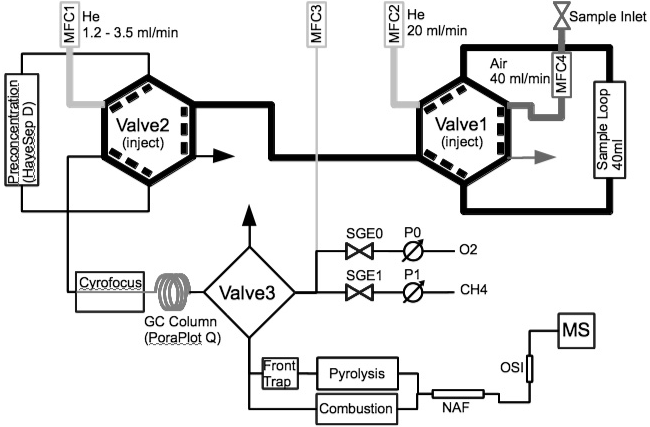 MFC1
He
1.2 - 3.5 ml/min
MFC3
MFC2
He
20 ml/min
Sample Inlet
Air
40 ml/min
MFC4
Preconcentration
(HayeSep D)
Valve2
(inject)
Valve1
(inject)
Sample Loop
40ml
SGE0
P0
O2
SGE1
P1
CH4
Cyrofocus
Valve3
GC Column
(PoraPlot Q)
MS
OSI
Front
Trap
Pyrolysis
Combustion
NAF